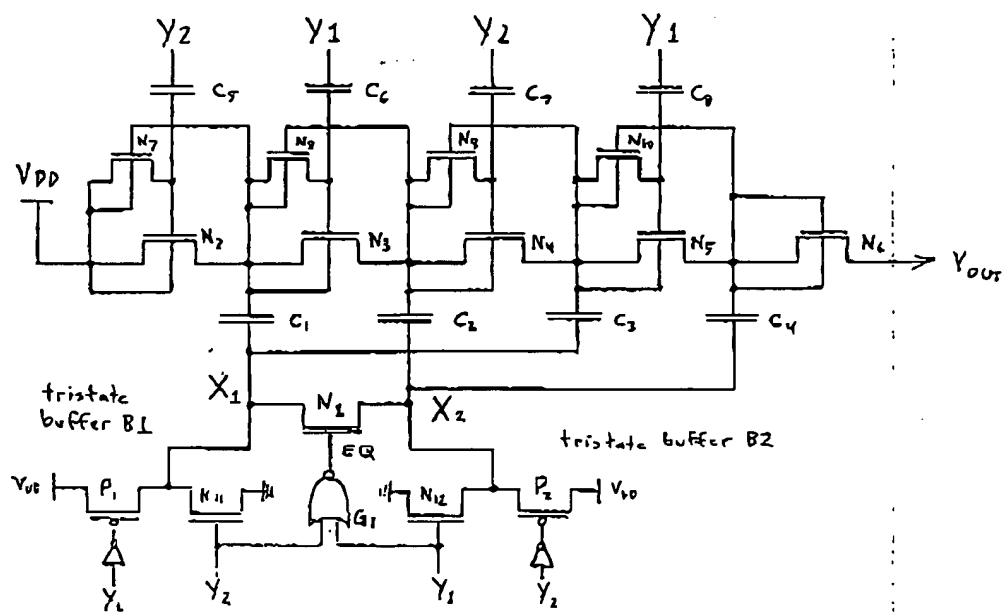 Y2 Y1 Y2 Y1
C5 C6 C7 C8
N7 N8 N9 N10
VDD
N2 N3 N4 N5 N6
YOUT
C1 C2 C3 C4
X1 N1 X2
tristate
buffer B1
tristate buffer B2
EQ
P1 N11 G1 N12 P2
Y2 Y1 Y2